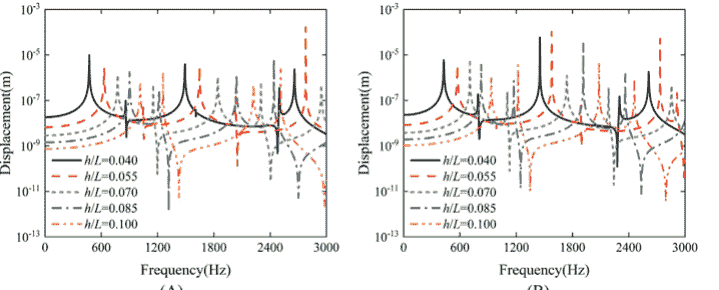 10-3
10-5
10-7
10-9
10-11
10-13
Displacement(m)
h/L=0.040
h/L=0.055
h/L=0.070
h/L=0.085
h/L=0.100
0 600 1200 1800 2400 3000
Frequency(Hz)
(A)
10-3
10-5
10-7
10-9
10-11
10-13
Displacement(m)
h/L=0.040
h/L=0.055
h/L=0.070
h/L=0.085
h/L=0.100
0 600 1200 1800 2400 3000
Frequency(Hz)
(B)